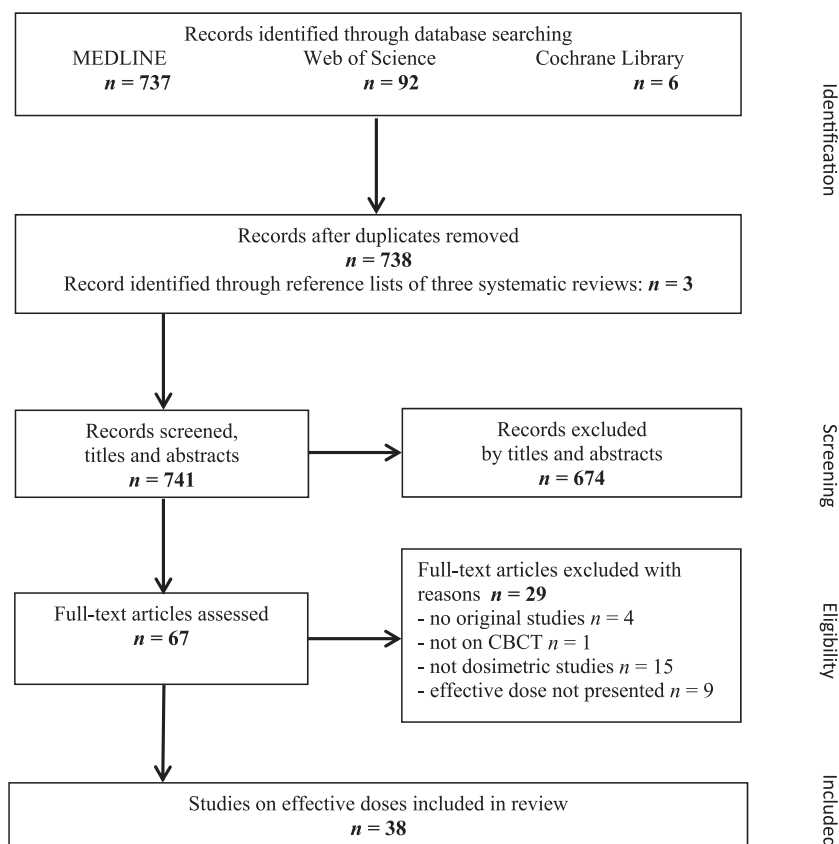 Records identified through database searching
MEDLINE Web of Science Cochrane Library
n = 737 n = 92 n = 6
Identification
Records after duplicates removed
n = 738
Record identified through reference lists of three systematic reviews: n = 3
Records screened,
titles and abstracts
n = 741
Records excluded
by titles and abstracts
n = 674
Screening
Full-text articles assessed
n = 67
Full-text articles excluded with
reasons n = 29
- no original studies n = 4
- not on CBCT n = 1
- not dosimetric studies n = 15
- effective dose not presented n = 9
Eligibility
Studies on effective doses included in review
n = 38
Included